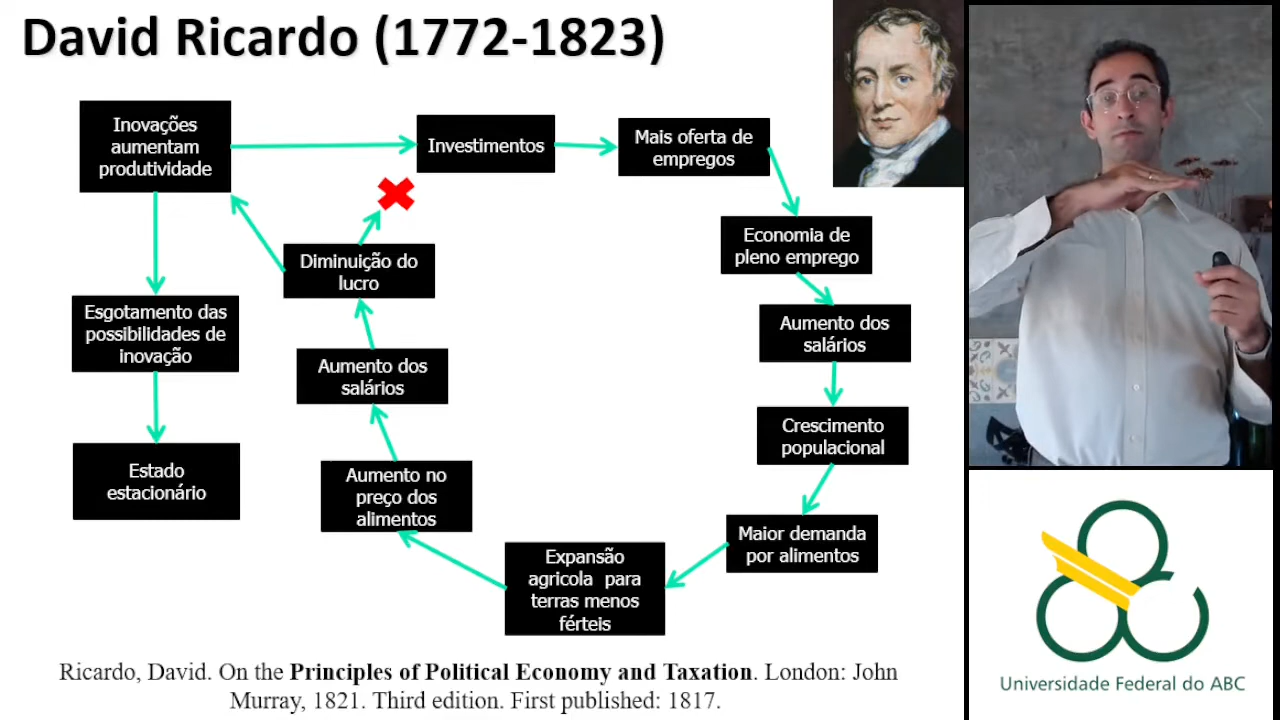 David Ricardo (1772-1823)
Inovações
aumentam
produtividade
Investimentos
Mais oferta de
empregos
Economia de
pleno emprego
Aumento dos
salários
Crescimento
populacional
Maior demanda
por alimentos
Expansão
agricola para
terras menos
férteis
Aumento no
preço dos
alimentos
Aumento dos
salários
Diminuição do
lucro
Esgotamento das
possibilidades de
inovação
Estado
estacionário
Ricardo, David. On the Principles of Political Economy and Taxation. London: John
Murray, 1821. Third edition. First published: 1817.
Universidade Federal do ABC